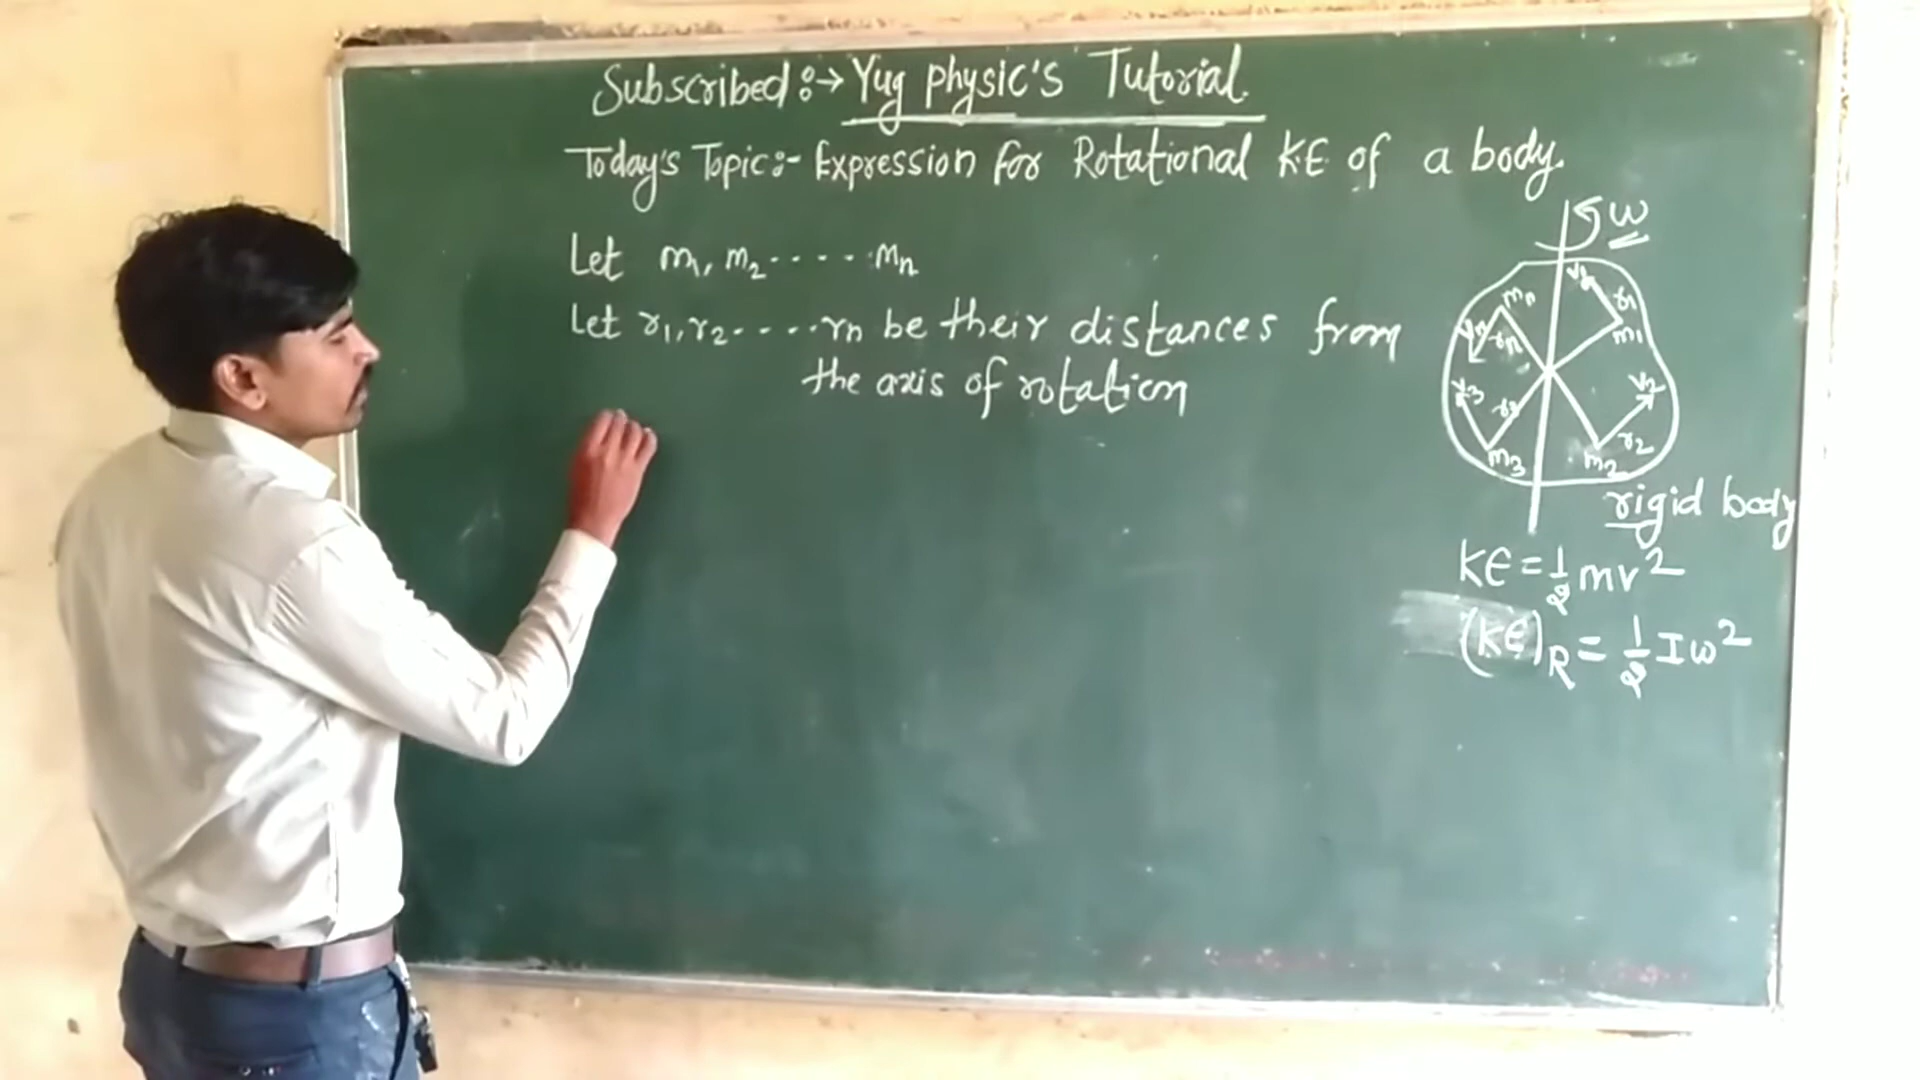 Subscribed :→ Yug physic's Tutorial.
Today's Topic:- Expression for Rotational K.E. of a body.
Let m1, m2 ..... mn
Let r1, r2 ..... rn be their distances from
the axis of rotation
ω
v1
r1
m1
mn
vn
rn
v3
r3
m3
v2
r2
m2
rigid body
KE = 1/2 mv²
(KE)R = 1/2 Iω²